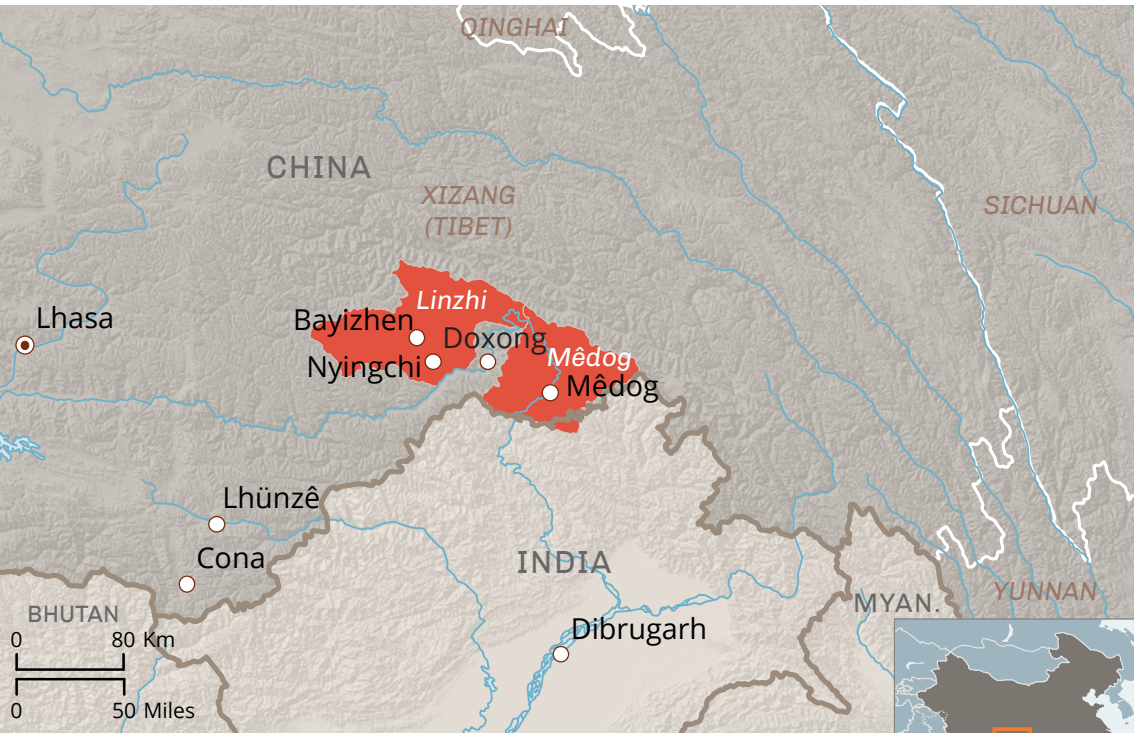 QINGHAI
CHINA
XIZANG
(TIBET)
SICHUAN
Linzhi
Lhasa
Bayizhen
Doxong
Mêdog
Nyingchi
Mêdog
Lhünzê
Cona
INDIA
BHUTAN
YUNNAN
MYAN.
Dibrugarh
0 80 Km
0 50 Miles